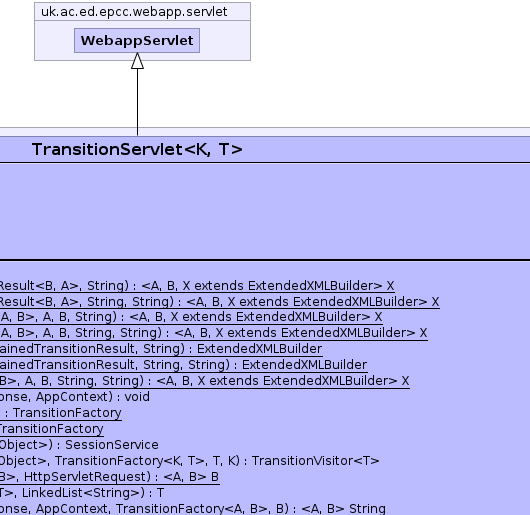 uk.ac.ed.epcc.webapp.servlet
WebappServlet
TransitionServlet<K, T>
Result<B, A>, String) : <A, B, X extends ExtendedXMLBuilder> X
Result<B, A>, String, String) : <A, B, X extends ExtendedXMLBuilder> X
A, B>, A, B, String) : <A, B, X extends ExtendedXMLBuilder> X
A, B>, A, B, String, String) : <A, B, X extends ExtendedXMLBuilder> X
ainedTransitionResult, String) : ExtendedXMLBuilder
ainedTransitionResult, String, String) : ExtendedXMLBuilder
B>, A, B, String, String) : <A, B, X extends ExtendedXMLBuilder> X
onse, AppContext) : void
) : TransitionFactory
TransitionFactory
Object>) : SessionService
Object>, TransitionFactory<K, T>, T, K) : TransitionVisitor<T>
B>, HttpServletRequest) : <A, B> B
T>, LinkedList<String>) : T
onse, AppContext, TransitionFactory<A, B>, B) : <A, B> String